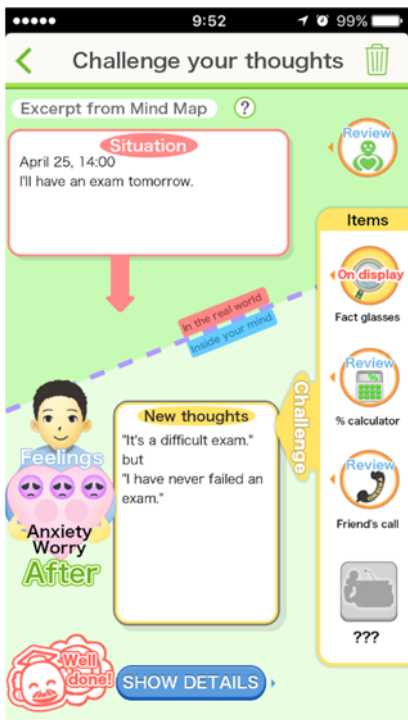 9:52
99%
Challenge your thoughts
Excerpt from Mind Map ?
Review
Situation
April 25, 14:00
I'll have an exam tomorrow.
Items
On display
Fact glasses
In the real world
Inside your mind
Review
% calculator
Challenge
New thoughts
"It's a difficult exam."
but
"I have never failed an
exam."
Feelings
Review
Friend's call
Anxiety
Worry
After
???
Well
done!
SHOW DETAILS